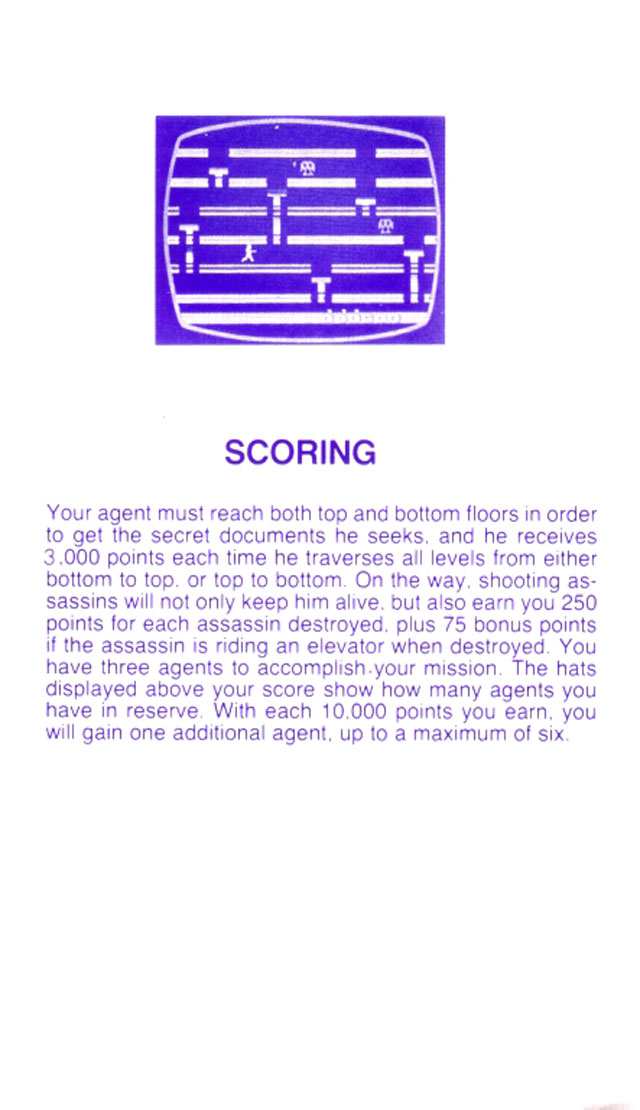 SCORING
Your agent must reach both top and bottom floors in order
to get the secret documents he seeks, and he receives
3,000 points each time he traverses all levels from either
bottom to top, or top to bottom. On the way, shooting as-
sassins will not only keep him alive, but also earn you 250
points for each assassin destroyed, plus 75 bonus points
if the assassin is riding an elevator when destroyed. You
have three agents to accomplish your mission. The hats
displayed above your score show how many agents you
have in reserve. With each 10,000 points you earn, you
will gain one additional agent, up to a maximum of six.